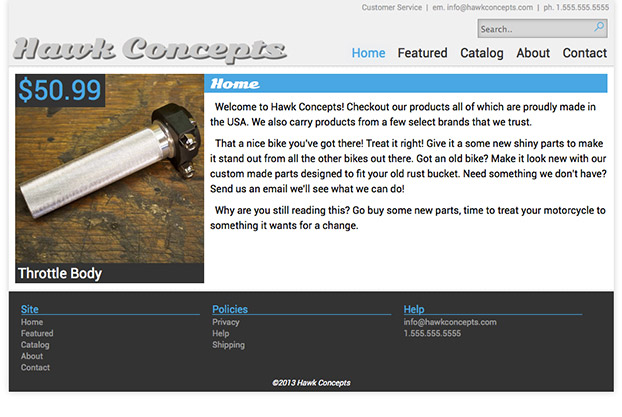 Customer Service | em. info@hawkconcepts.com | ph. 1.555.555.5555
Search..
Hawk Concepts
Home Featured Catalog About Contact
$50.99
Throttle Body
Home
Welcome to Hawk Concepts! Checkout our products all of which are proudly made in
the USA. We also carry products from a few select brands that we trust.
That a nice bike you've got there! Treat it right! Give it a some new shiny parts to make
it stand out from all the other bikes out there. Got an old bike? Make it look new with our
custom made parts designed to fit your old rust bucket. Need something we don't have?
Send us an email we'll see what we can do!
Why are you still reading this? Go buy some new parts, time to treat your motorcycle to
something it wants for a change.
Site
Home
Featured
Catalog
About
Contact
Policies
Privacy
Help
Shipping
Help
info@hawkconcepts.com
1.555.555.5555
©2013 Hawk Concepts